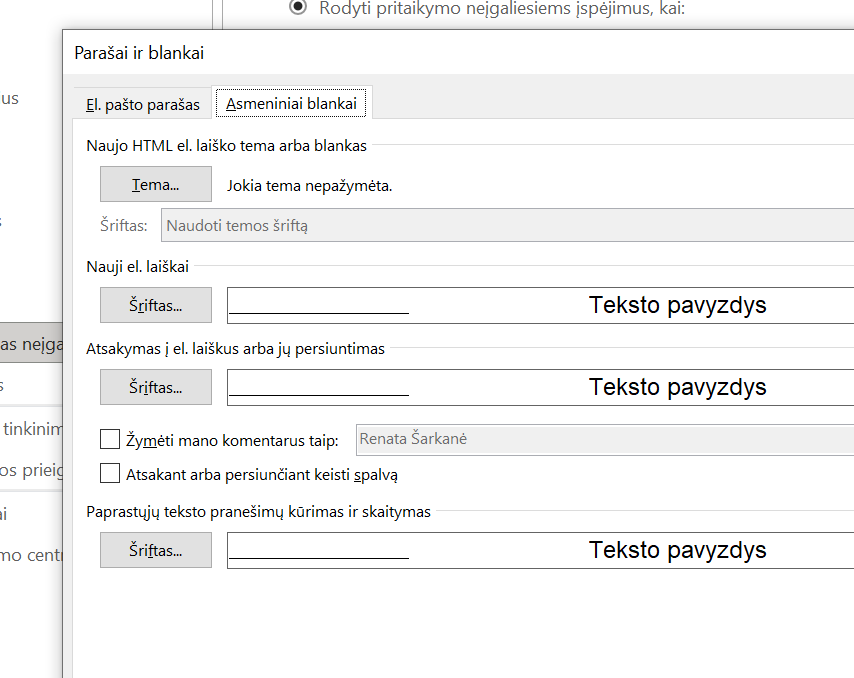 Rodyti pritaikymo neįgaliesiems įspėjimus, kai:
Parašai ir blankai
us
El. pašto parašas Asmeniniai blankai
Naujo HTML el. laiško tema arba blankas
Tema... Jokia tema nepažymėta.
s
Šriftas: Naudoti temos šriftą
Nauji el. laiškai
Šriftas... Teksto pavyzdys
as neįga
Atsakymas į el. laiškus arba jų persiuntimas
s
Šriftas... Teksto pavyzdys
tinkinim
Žymėti mano komentarus taip: Renata Šarkanė
os prieig
Atsakant arba persiunčiant keisti spalvą
ai
Paprastųjų teksto pranešimų kūrimas ir skaitymas
mo centr
Šriftas... Teksto pavyzdys